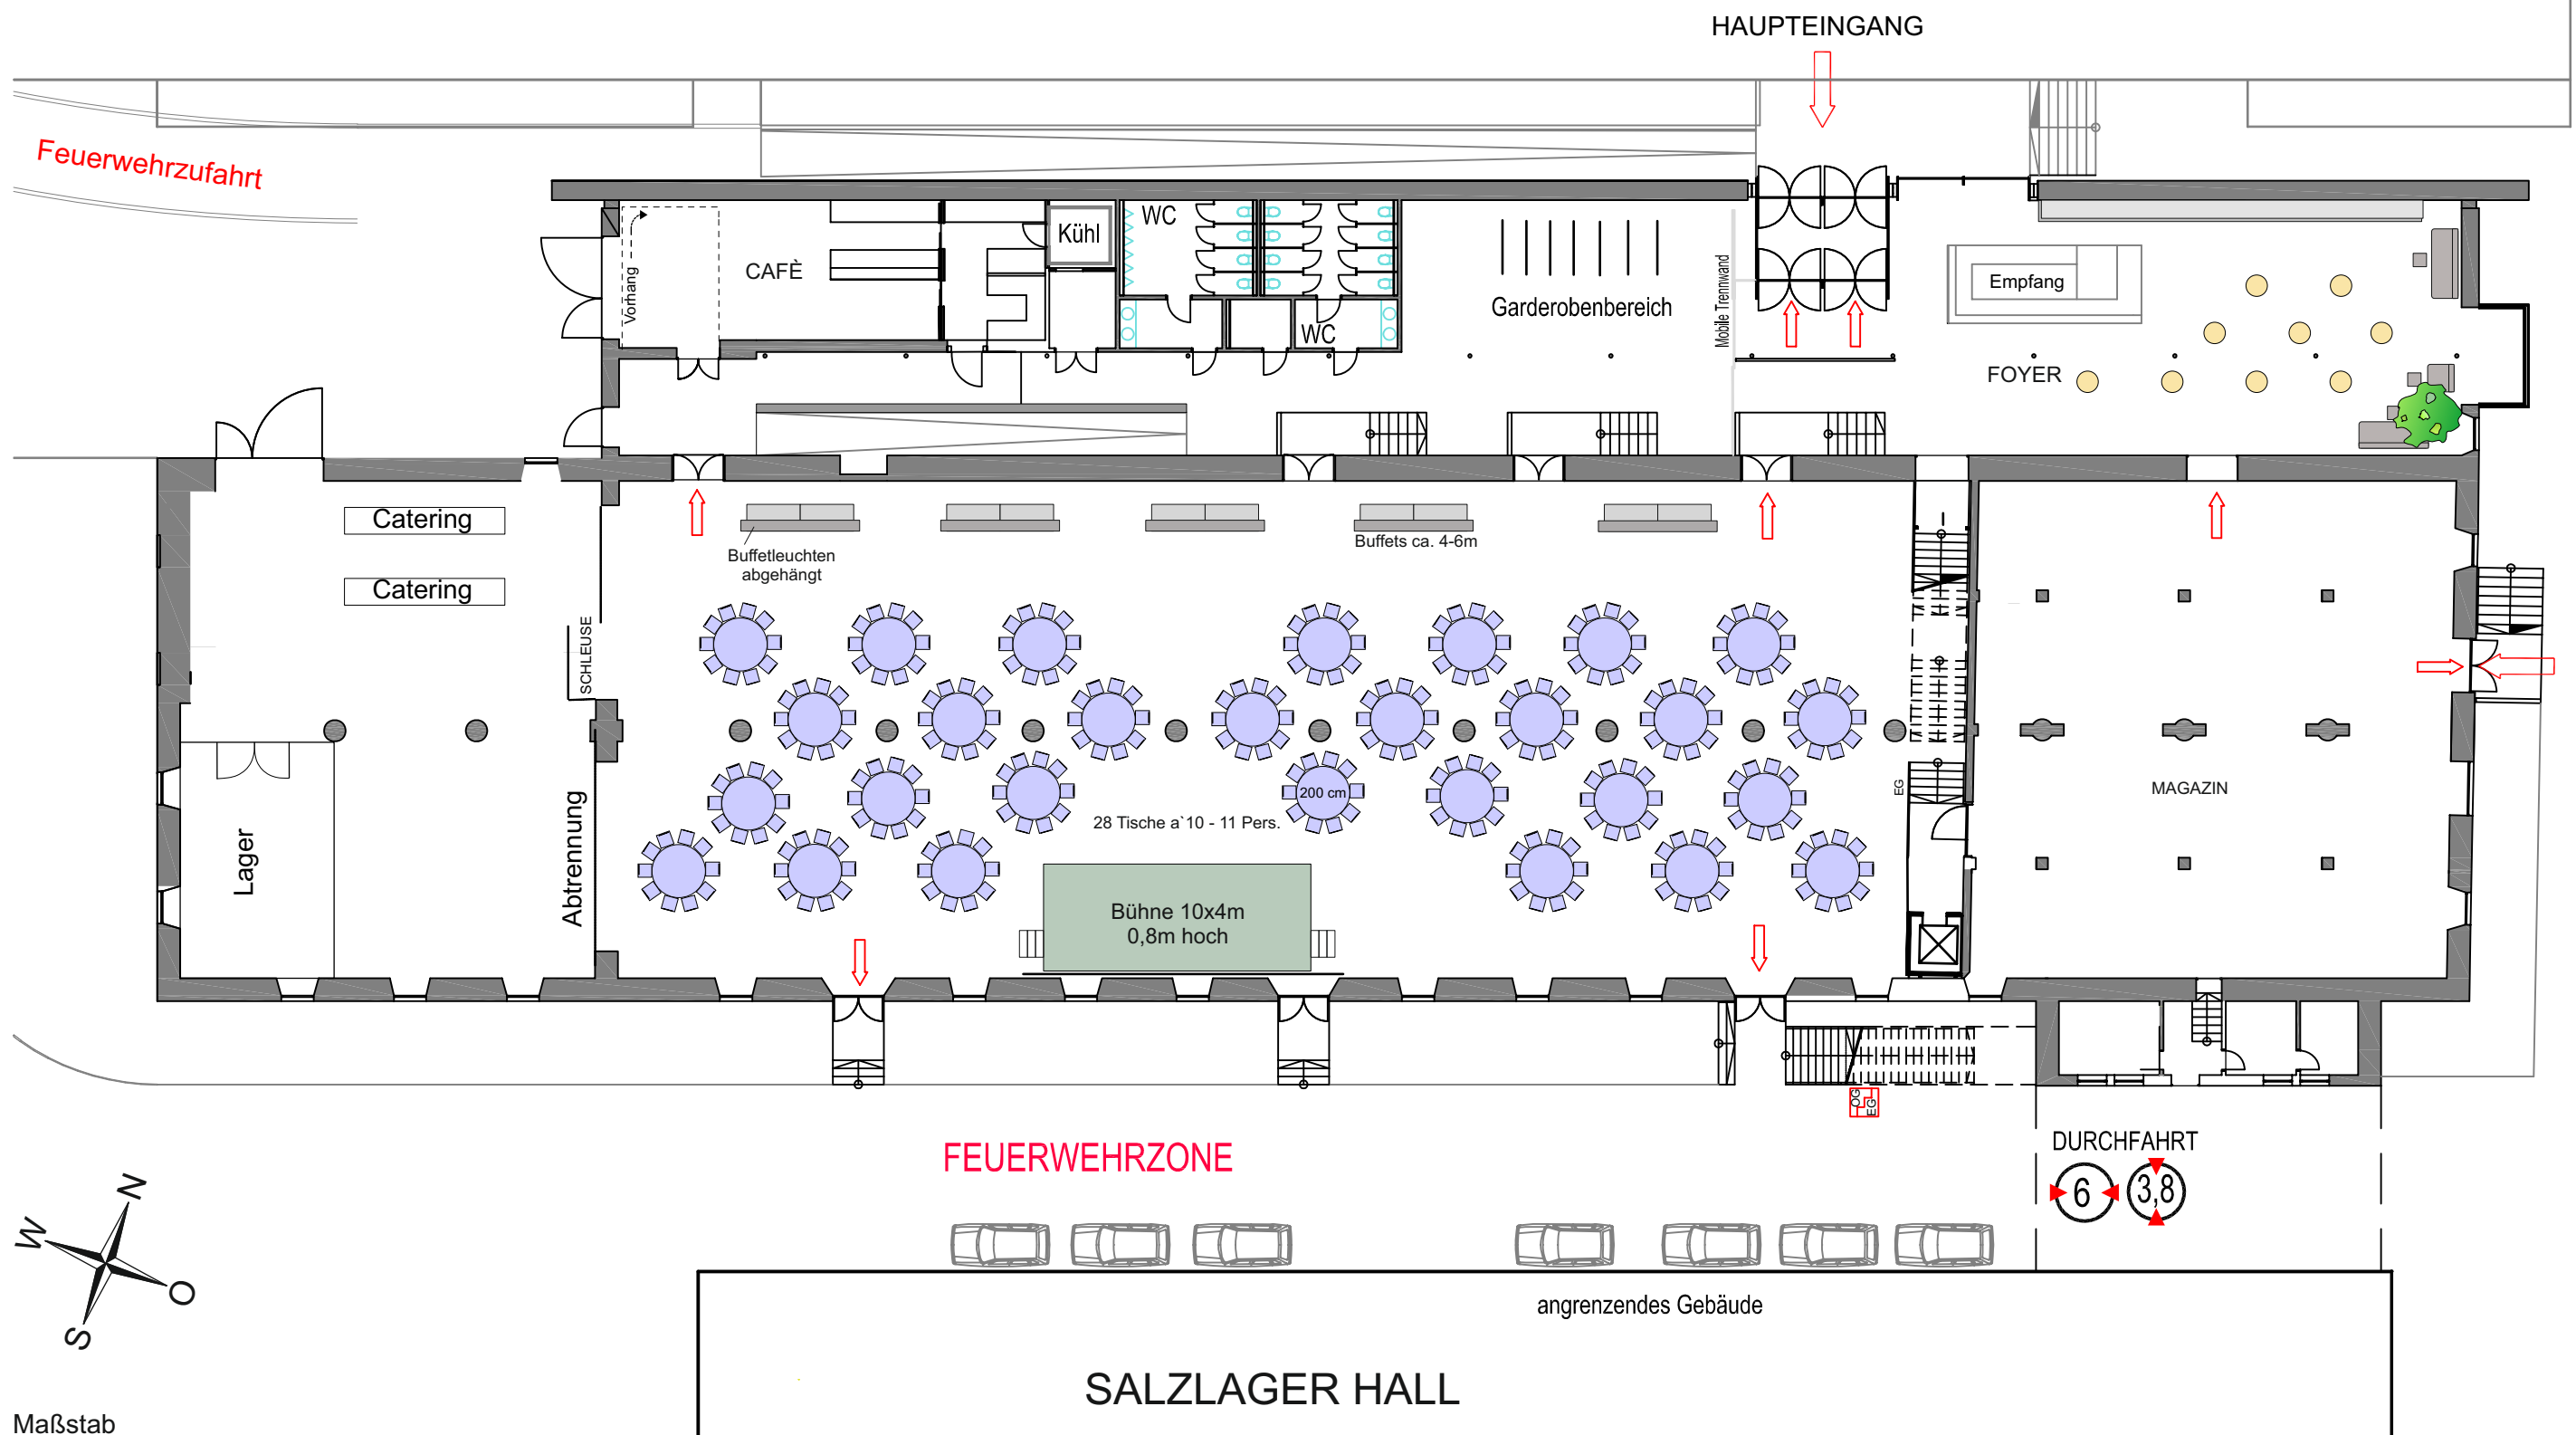 HAUPTEINGANG
Feuerwehrzufahrt
Vorhang
CAFÈ
Kühl
WC
WC
Garderobenbereich
Mobile Trennwand
Empfang
FOYER
Catering
Catering
SCHLEUSE
Lager
Abtrennung
Buffetleuchten
abgehängt
Buffets ca. 4-6m
200 cm
28 Tische a`10 - 11 Pers.
Bühne 10x4m
0,8m hoch
EG
MAGAZIN
OG
EG
FEUERWEHRZONE
DURCHFAHRT
6
3,8
N
W
O
S
angrenzendes Gebäude
SALZLAGER HALL
Maßstab